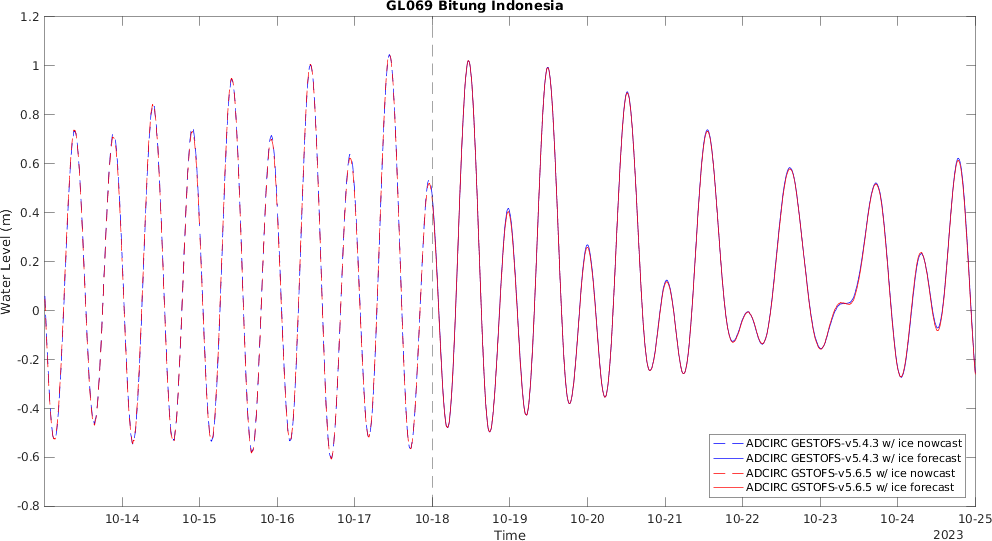 GL069 Bitung Indonesia
1.2
1
0.8
0.6
0.4
0.2
0
-0.2
-0.4
-0.6
-0.8
Water Level (m)
10-14 10-15 10-16 10-17 10-18 10-19 10-20 10-21 10-22 10-23 10-24 10-25
Time
2023
ADCIRC GESTOFS-v5.4.3 w/ ice nowcast
ADCIRC GESTOFS-v5.4.3 w/ ice forecast
ADCIRC GSTOFS-v5.6.5 w/ ice nowcast
ADCIRC GSTOFS-v5.6.5 w/ ice forecast